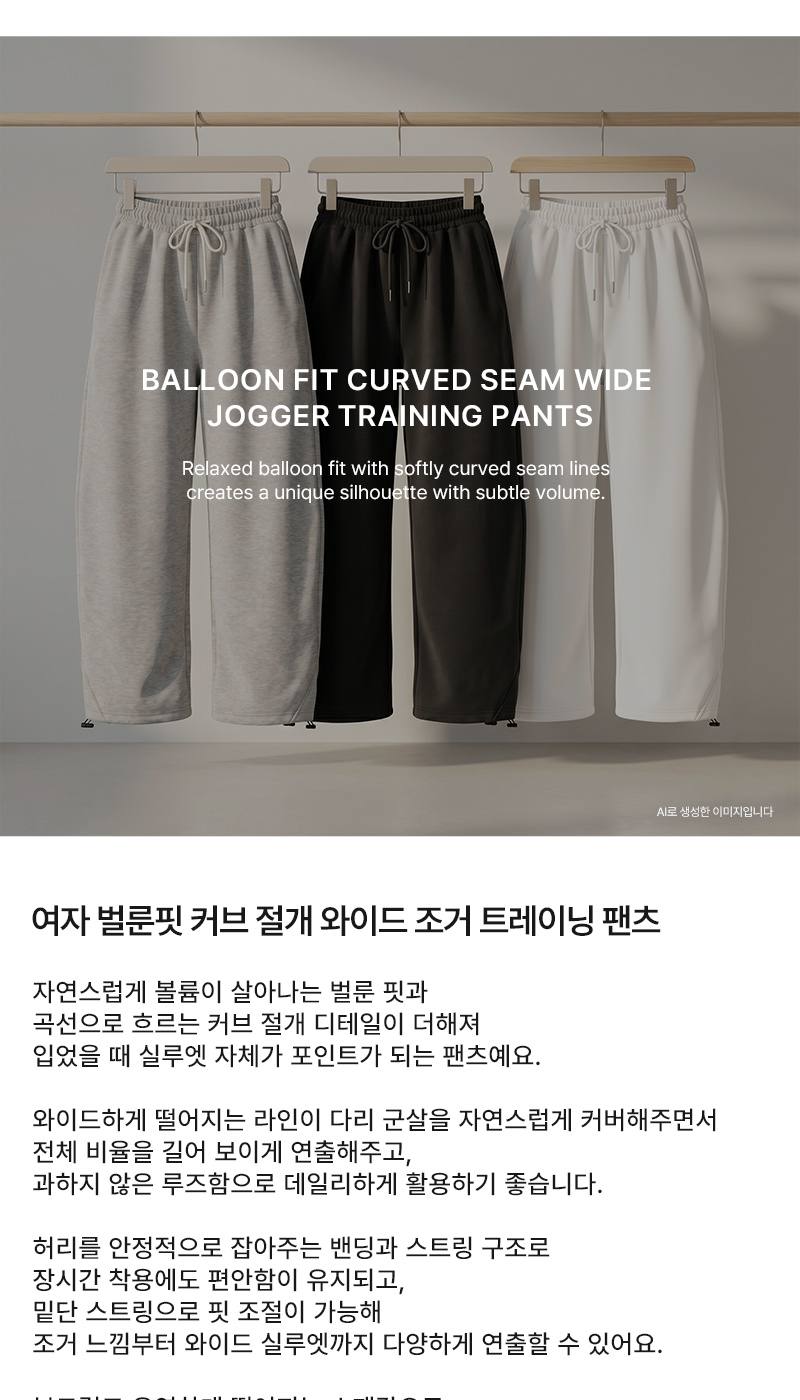 BALLOON FIT CURVED SEAM WIDE
JOGGER TRAINING PANTS
Relaxed balloon fit with softly curved seam lines
creates a unique silhouette with subtle volume.
AI로 생성한 이미지입니다
여자 벌룬핏 커브 절개 와이드 조거 트레이닝 팬츠
자연스럽게 볼륨이 살아나는 벌룬 핏과
곡선으로 흐르는 커브 절개 디테일이 더해져
입었을 때 실루엣 자체가 포인트가 되는 팬츠예요.
와이드하게 떨어지는 라인이 다리 군살을 자연스럽게 커버해주면서
전체 비율을 길어 보이게 연출해주고,
과하지 않은 루즈함으로 데일리하게 활용하기 좋습니다.
허리를 안정적으로 잡아주는 밴딩과 스트링 구조로
장시간 착용에도 편안함이 유지되고,
밑단 스트링으로 핏 조절이 가능해
조거 느낌부터 와이드 실루엣까지 다양하게 연출할 수 있어요.